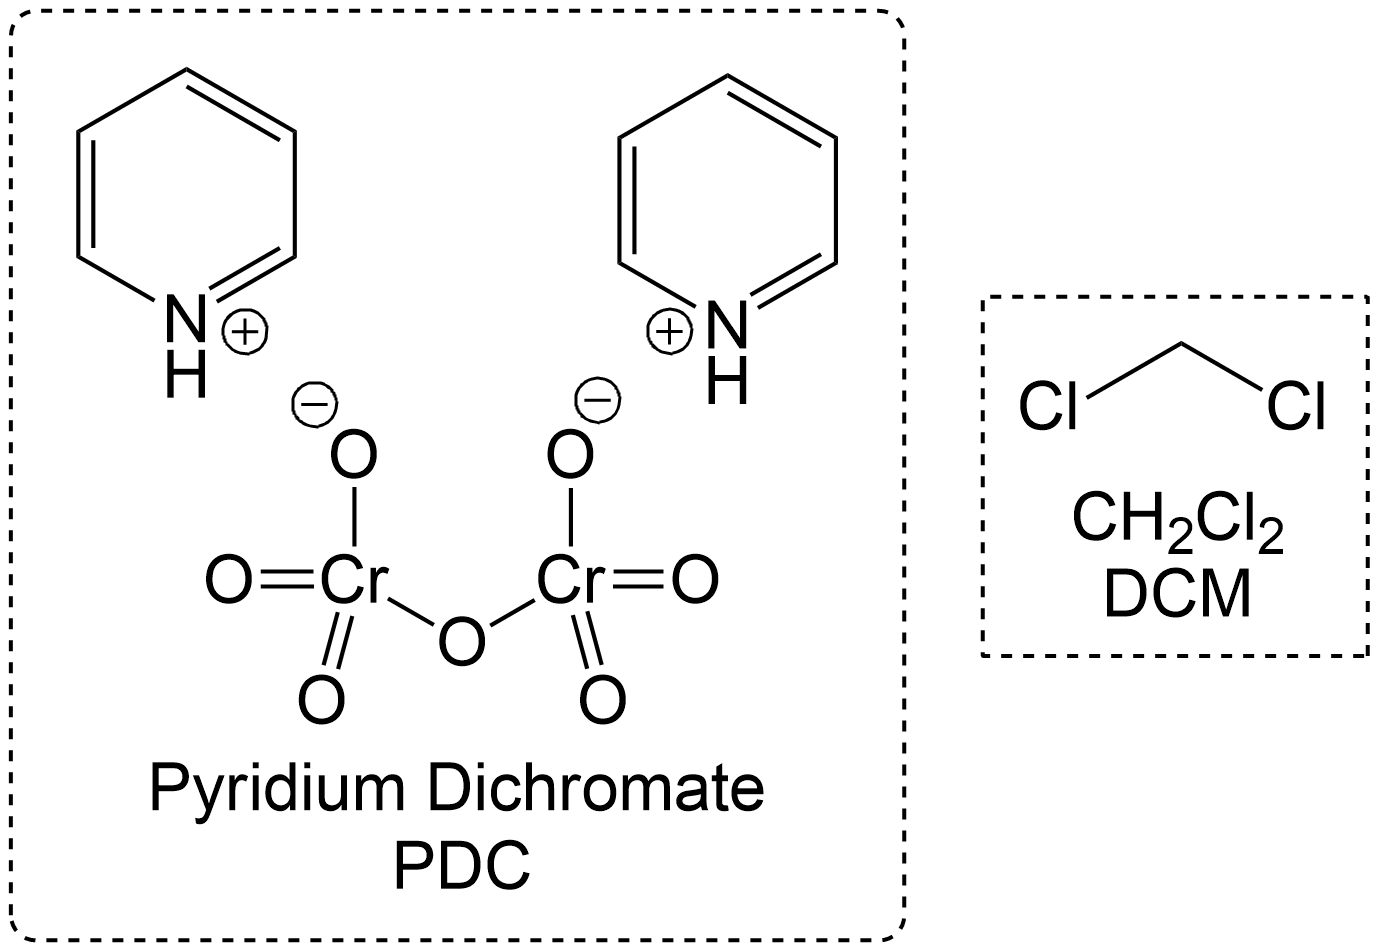 N
H
+
−
O
O=Cr
O
O
N
H
+
−
O
Cr=O
O
Pyridium Dichromate
PDC
Cl
Cl
CH₂Cl₂
DCM